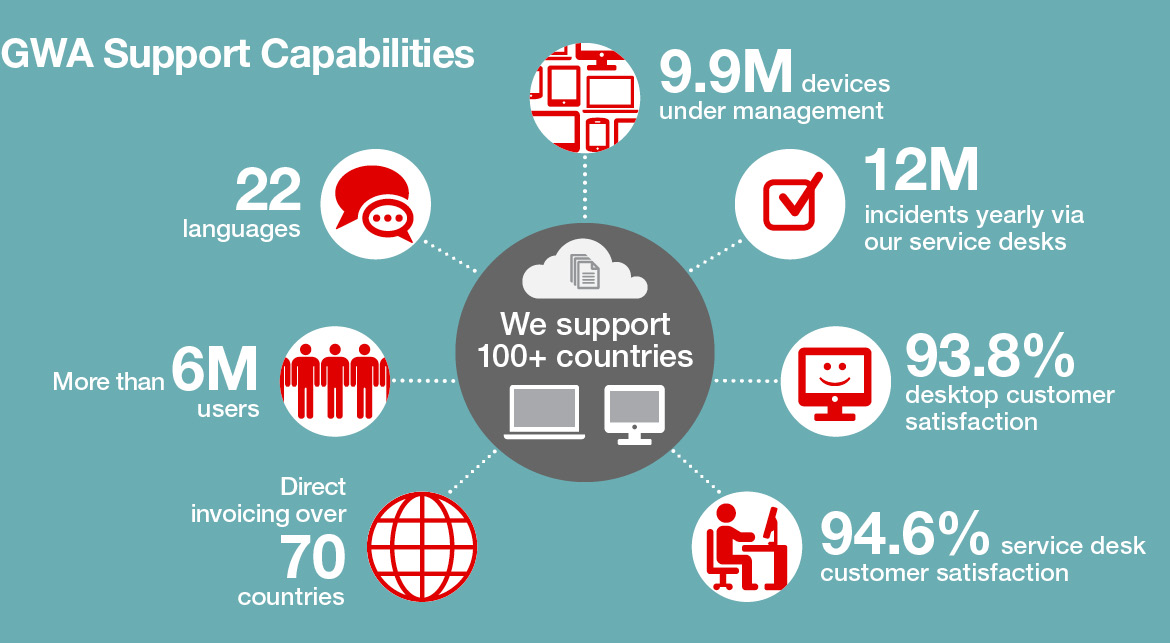 GWA Support Capabilities
9.9M devices
under management
12M
incidents yearly via
our service desks
93.8%
desktop customer
satisfaction
94.6% service desk
customer satisfaction
Direct
invoicing over
70
countries
More than 6M
users
22
languages
We support
100+ countries